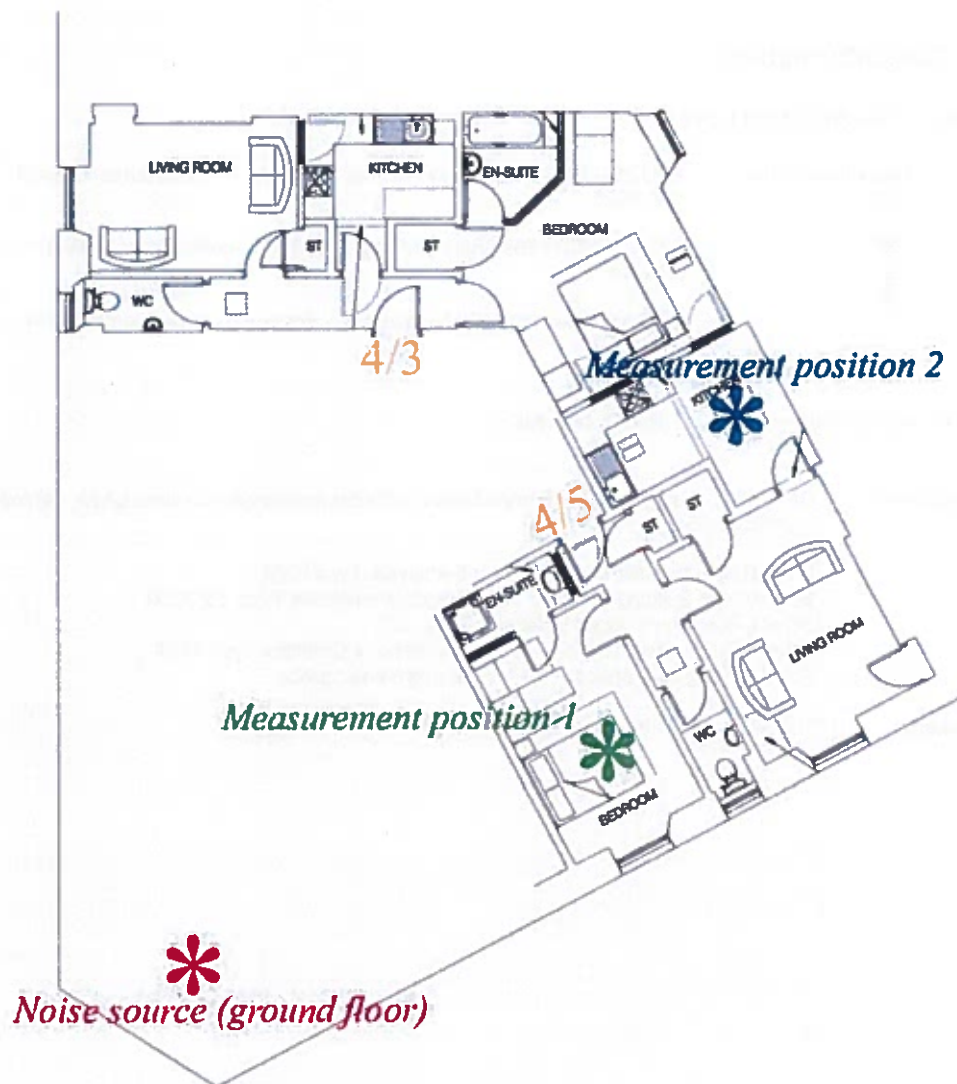 LIVING ROOM
KITCHEN
EN-SUITE
ST
ST
BEDROOM
WC
4/3
Measurement position 2
KITCHEN
4/5
ST
ST
EN-SUITE
LIVING ROOM
Measurement position 1
WC
BEDROOM
Noise source (ground floor)